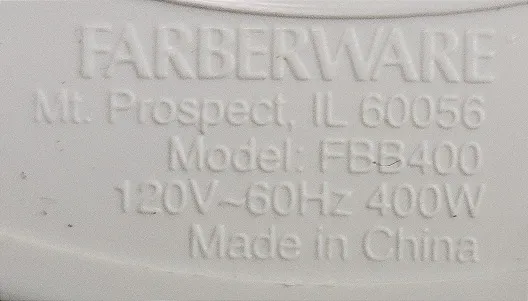 FARBERWARE
Mt. Prospect, IL 60056
Model: FBB400
120V~60Hz 400W
Made in China